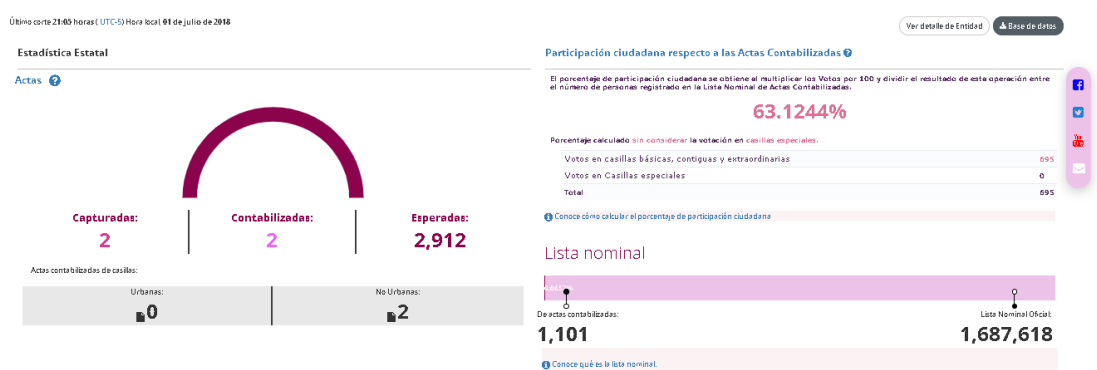 Último corte 21:05 horas ( UTC-5) Hora local, 01 de julio de 2018
Ver detalle de Entidad
Base de datos
Estadística Estatal
Actas
Capturadas:
2
Contabilizadas:
2
Esperadas:
2,912
Actas contabilizadas de casillas:
Urbanas:
0
No Urbanas:
2
Participación ciudadana respecto a las Actas Contabilizadas
El porcentaje de participación ciudadana se obtiene al multiplicar los Votos por 100 y dividir el resultado de esta operación entre
el número de personas registrado en la Lista Nominal de Actas Contabilizadas.
63.1244%
Porcentaje calculado sin considerar la votación en casillas especiales.
Votos en casillas básicas, contiguas y extraordinarias 695
Votos en Casillas especiales 0
Total 695
Conoce cómo calcular el porcentaje de participación ciudadana
Lista nominal
De actas contabilizadas:
1,101
Lista Nominal Oficial:
1,687,618
Conoce qué es la lista nominal.